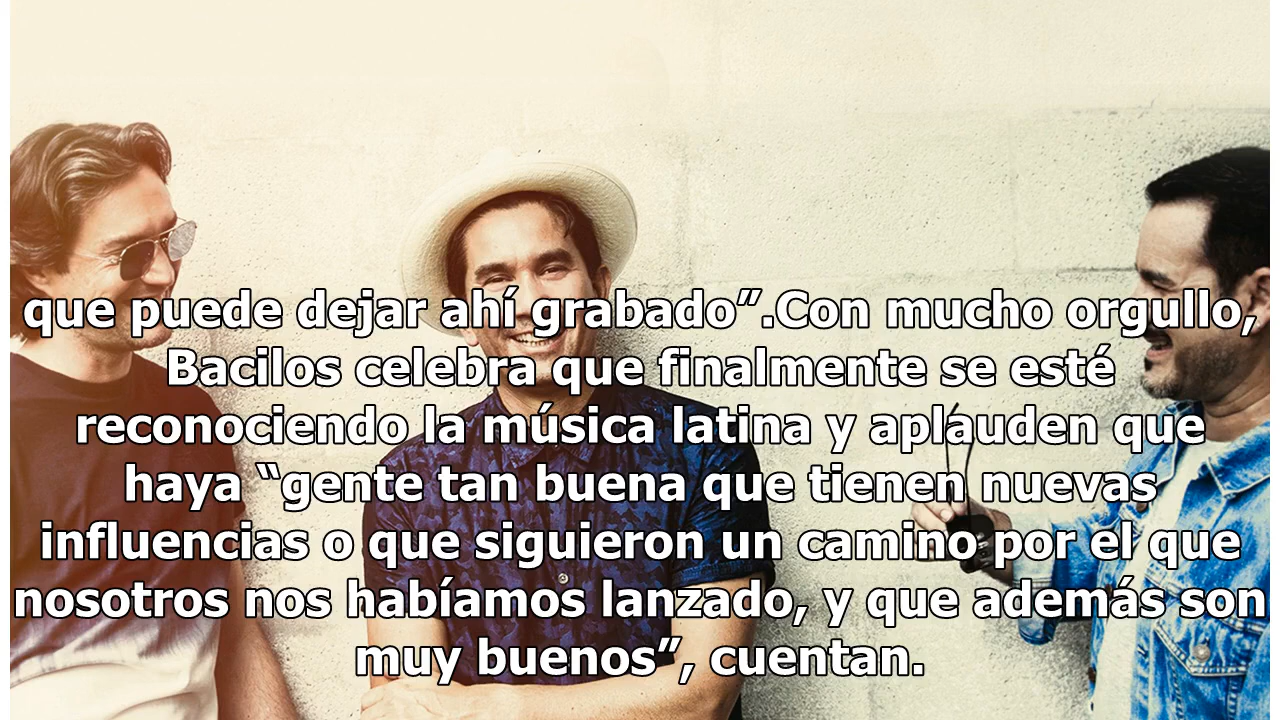 que puede dejar ahí grabado”.Con mucho orgullo,
Bacilos celebra que finalmente se esté
reconociendo la música latina y aplauden que
haya “gente tan buena que tienen nuevas
influencias o que siguieron un camino por el que
nosotros nos habíamos lanzado, y que además son
muy buenos”, cuentan.